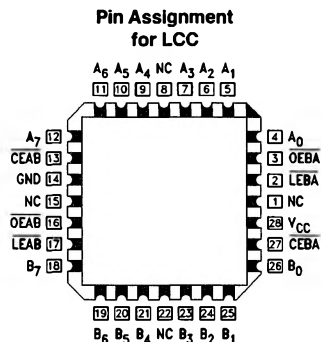 Pin Assignment
for LCC
A6 A5 A4 NC A3 A2 A1
11 10 9 8 7 6 5
A7 12
CEAB 13
GND 14
NC 15
OEAB 16
LEAB 17
B7 18
4 A0
3 OEBA
2 LEBA
1 NC
28 VCC
27 CEBA
26 B0
19 20 21 22 23 24 25
B6 B5 B4 NC B3 B2 B1